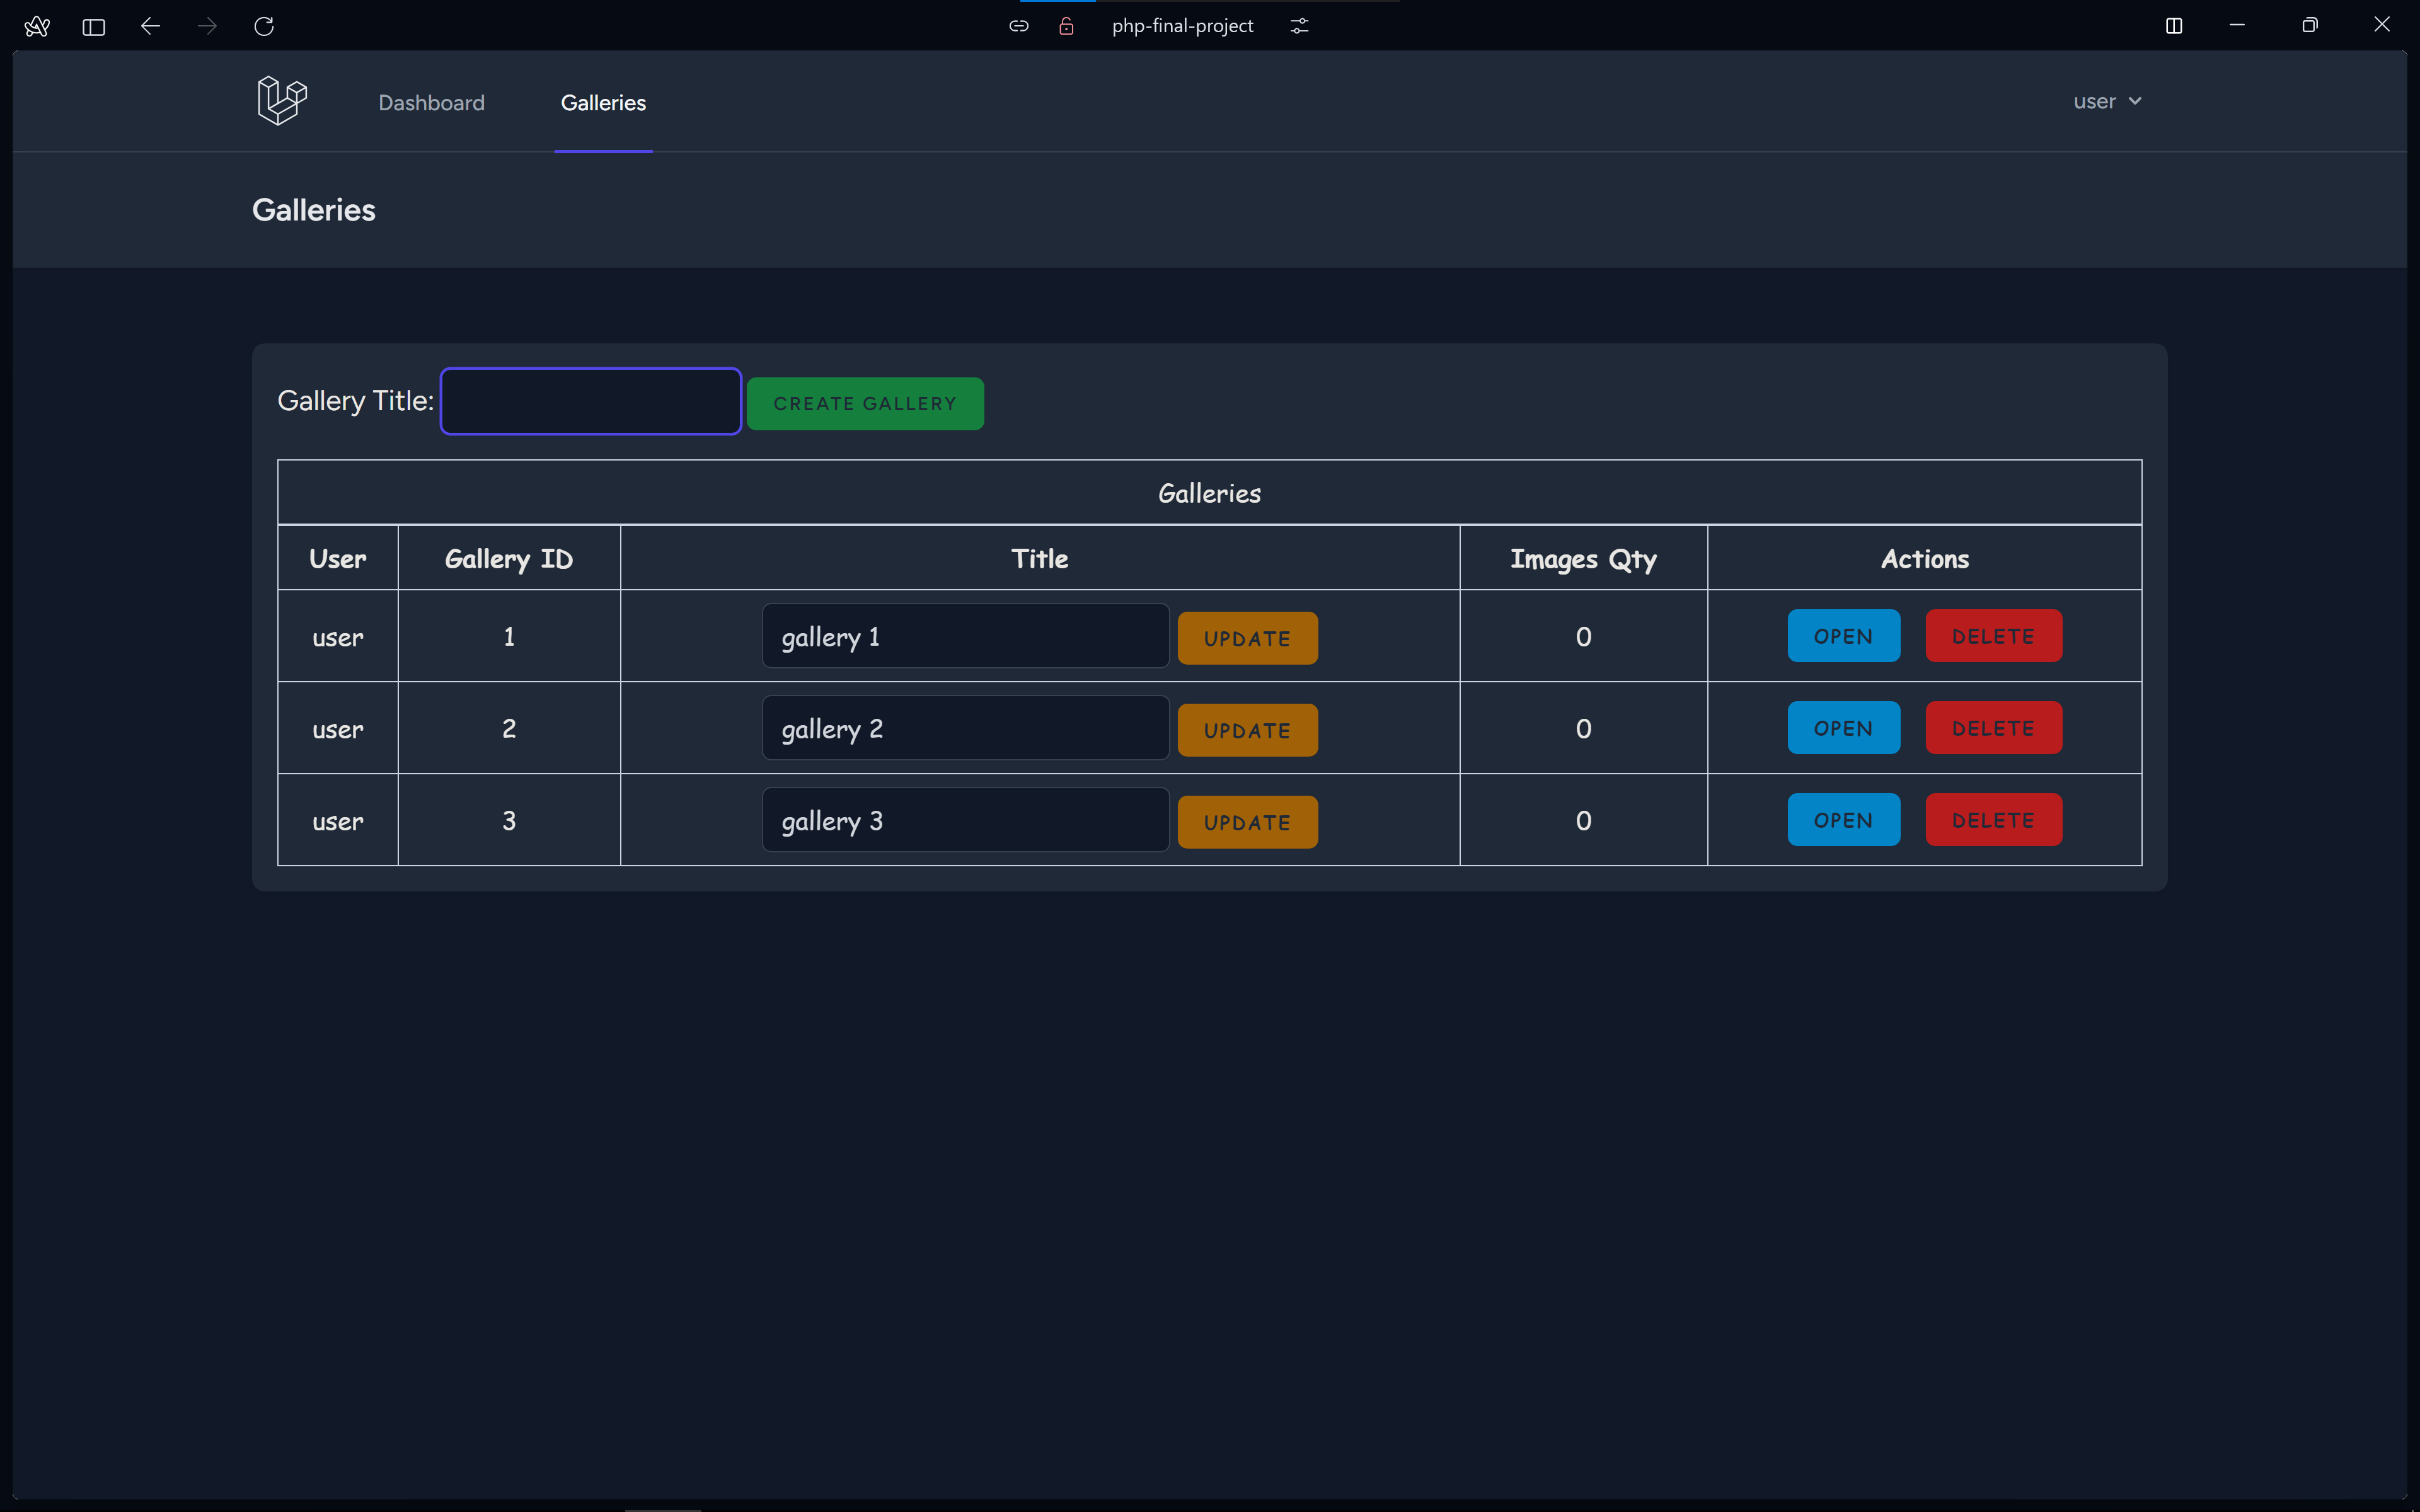 php-final-project
Dashboard Galleries user
Galleries
Gallery Title: CREATE GALLERY
Galleries
User Gallery ID Title Images Qty Actions
user 1 gallery 1 UPDATE 0 OPEN DELETE
user 2 gallery 2 UPDATE 0 OPEN DELETE
user 3 gallery 3 UPDATE 0 OPEN DELETE